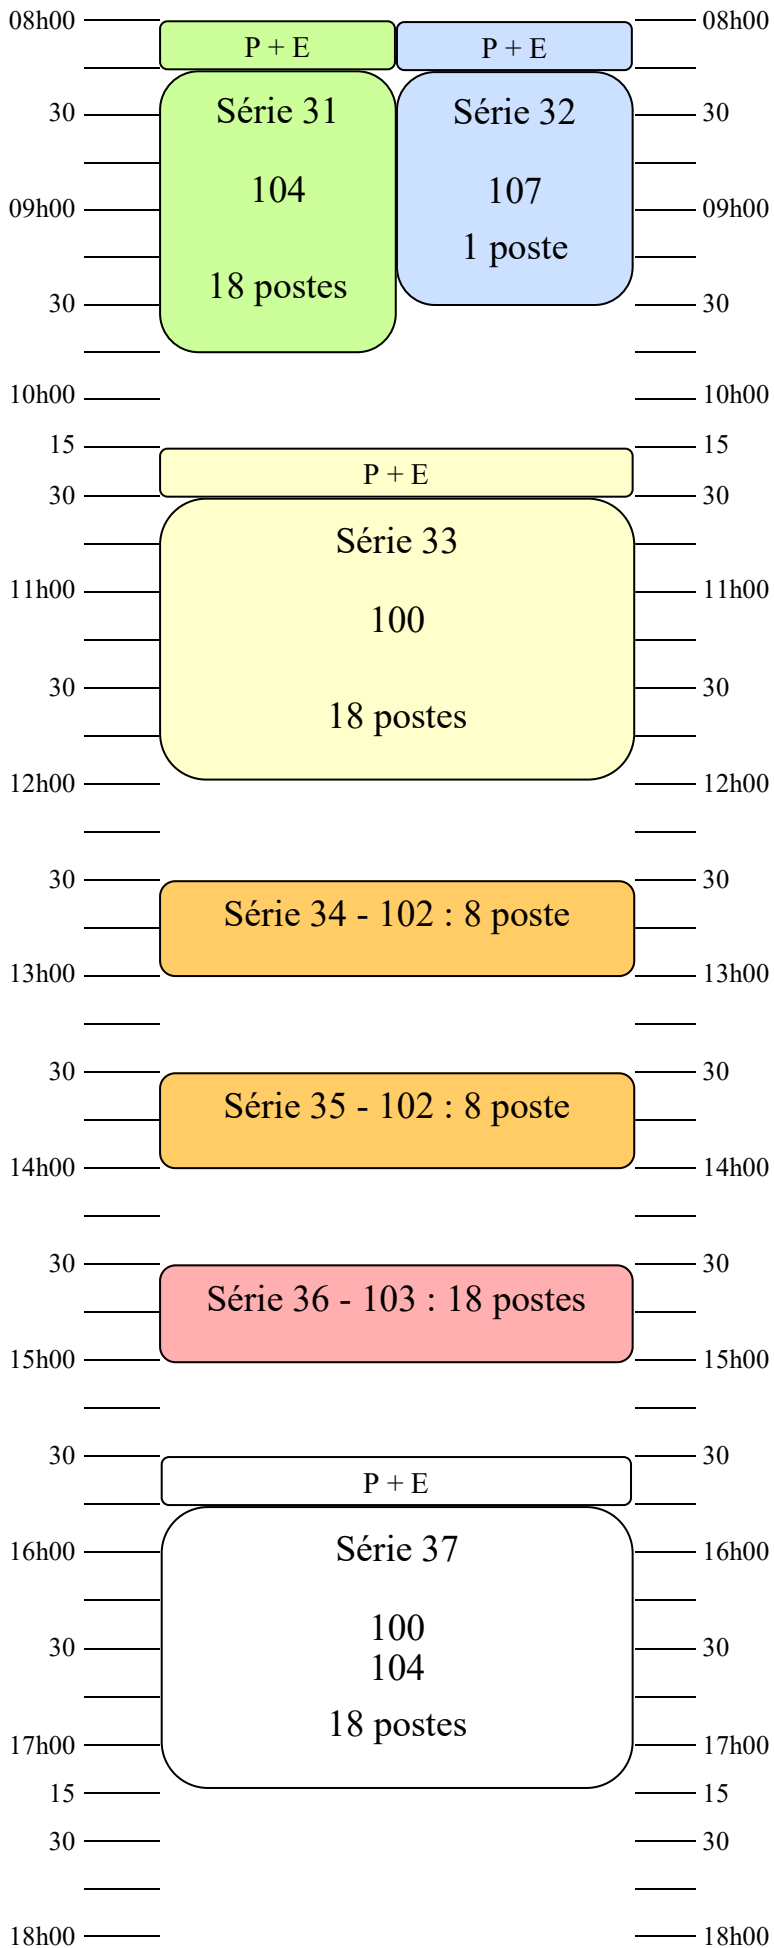 08h00
P + E
P + E
08h00
30
Série 31
Série 32
30
104
107
09h00
09h00
1 poste
18 postes
30
30
10h00
10h00
15
15
P + E
30
30
Série 33
11h00
11h00
100
30
30
18 postes
12h00
12h00
30
30
Série 34 - 102 : 8 poste
13h00
13h00
30
30
Série 35 - 102 : 8 poste
14h00
14h00
30
30
Série 36 - 103 : 18 postes
15h00
15h00
30
30
P + E
16h00
Série 37
16h00
100
30
30
104
18 postes
17h00
17h00
15
15
30
30
18h00
18h00